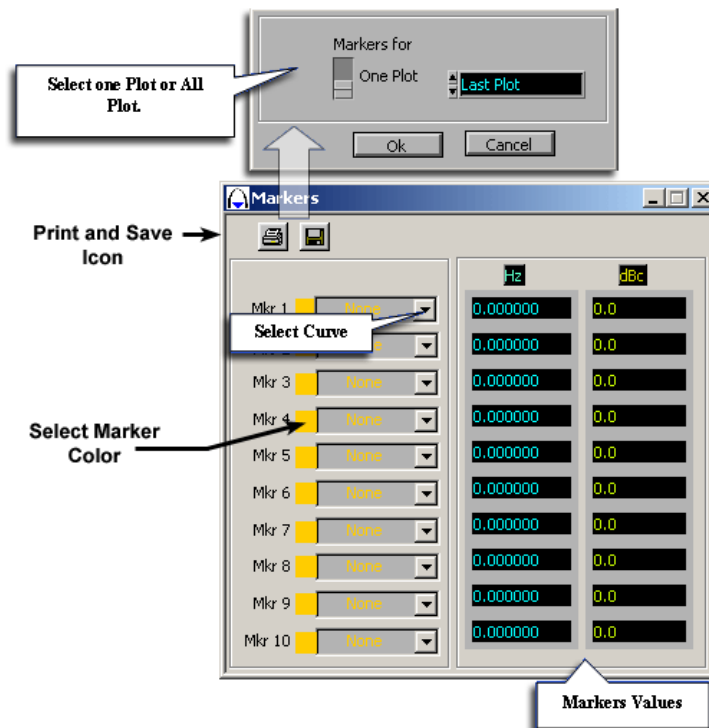 Markers for
One Plot
Last Plot
Select one Plot or All
Plot.
Ok
Cancel
Markers
Print and Save
Icon
Hz
dBc
Mkr 1
None
0.000000
0.0
Select Curve
0.000000
0.0
Mkr 3
None
0.000000
0.0
Mkr 4
None
0.000000
0.0
Select Marker
Color
Mkr 5
None
0.000000
0.0
Mkr 6
None
0.000000
0.0
Mkr 7
None
0.000000
0.0
Mkr 8
None
0.000000
0.0
Mkr 9
None
0.000000
0.0
Mkr 10
None
0.000000
0.0
Markers Values